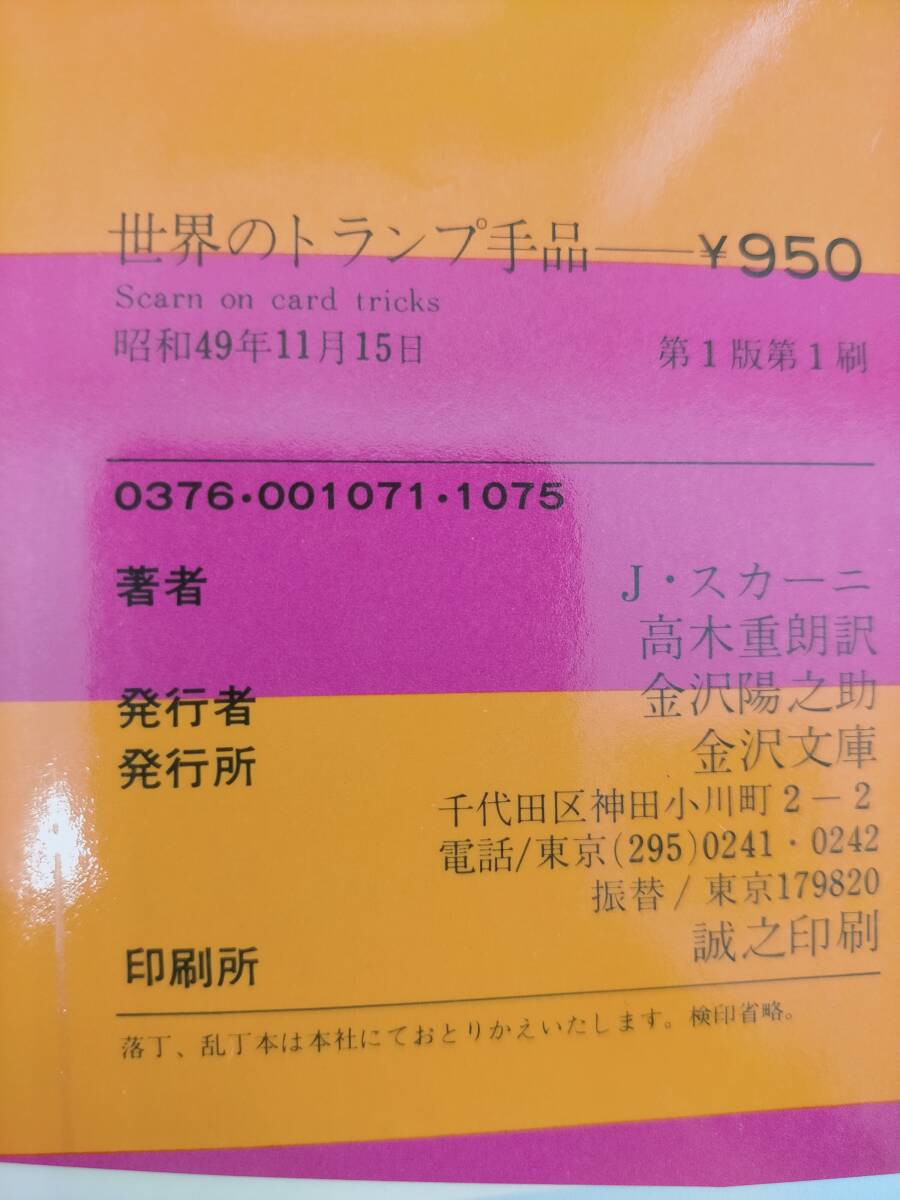 世界のトランプ手品――¥950
Scarn on card tricks
昭和49年11月15日 第1版第1刷
0376·001071·1075
著者 J・スカーニ
高木重朗訳
発行者 金沢陽之助
発行所 金沢文庫
千代田区神田小川町2−2
電話/東京(295)0241・0242
振替/東京179820
印刷所 誠之印刷
落丁、乱丁本は本社にておとりかえいたします。検印省略。